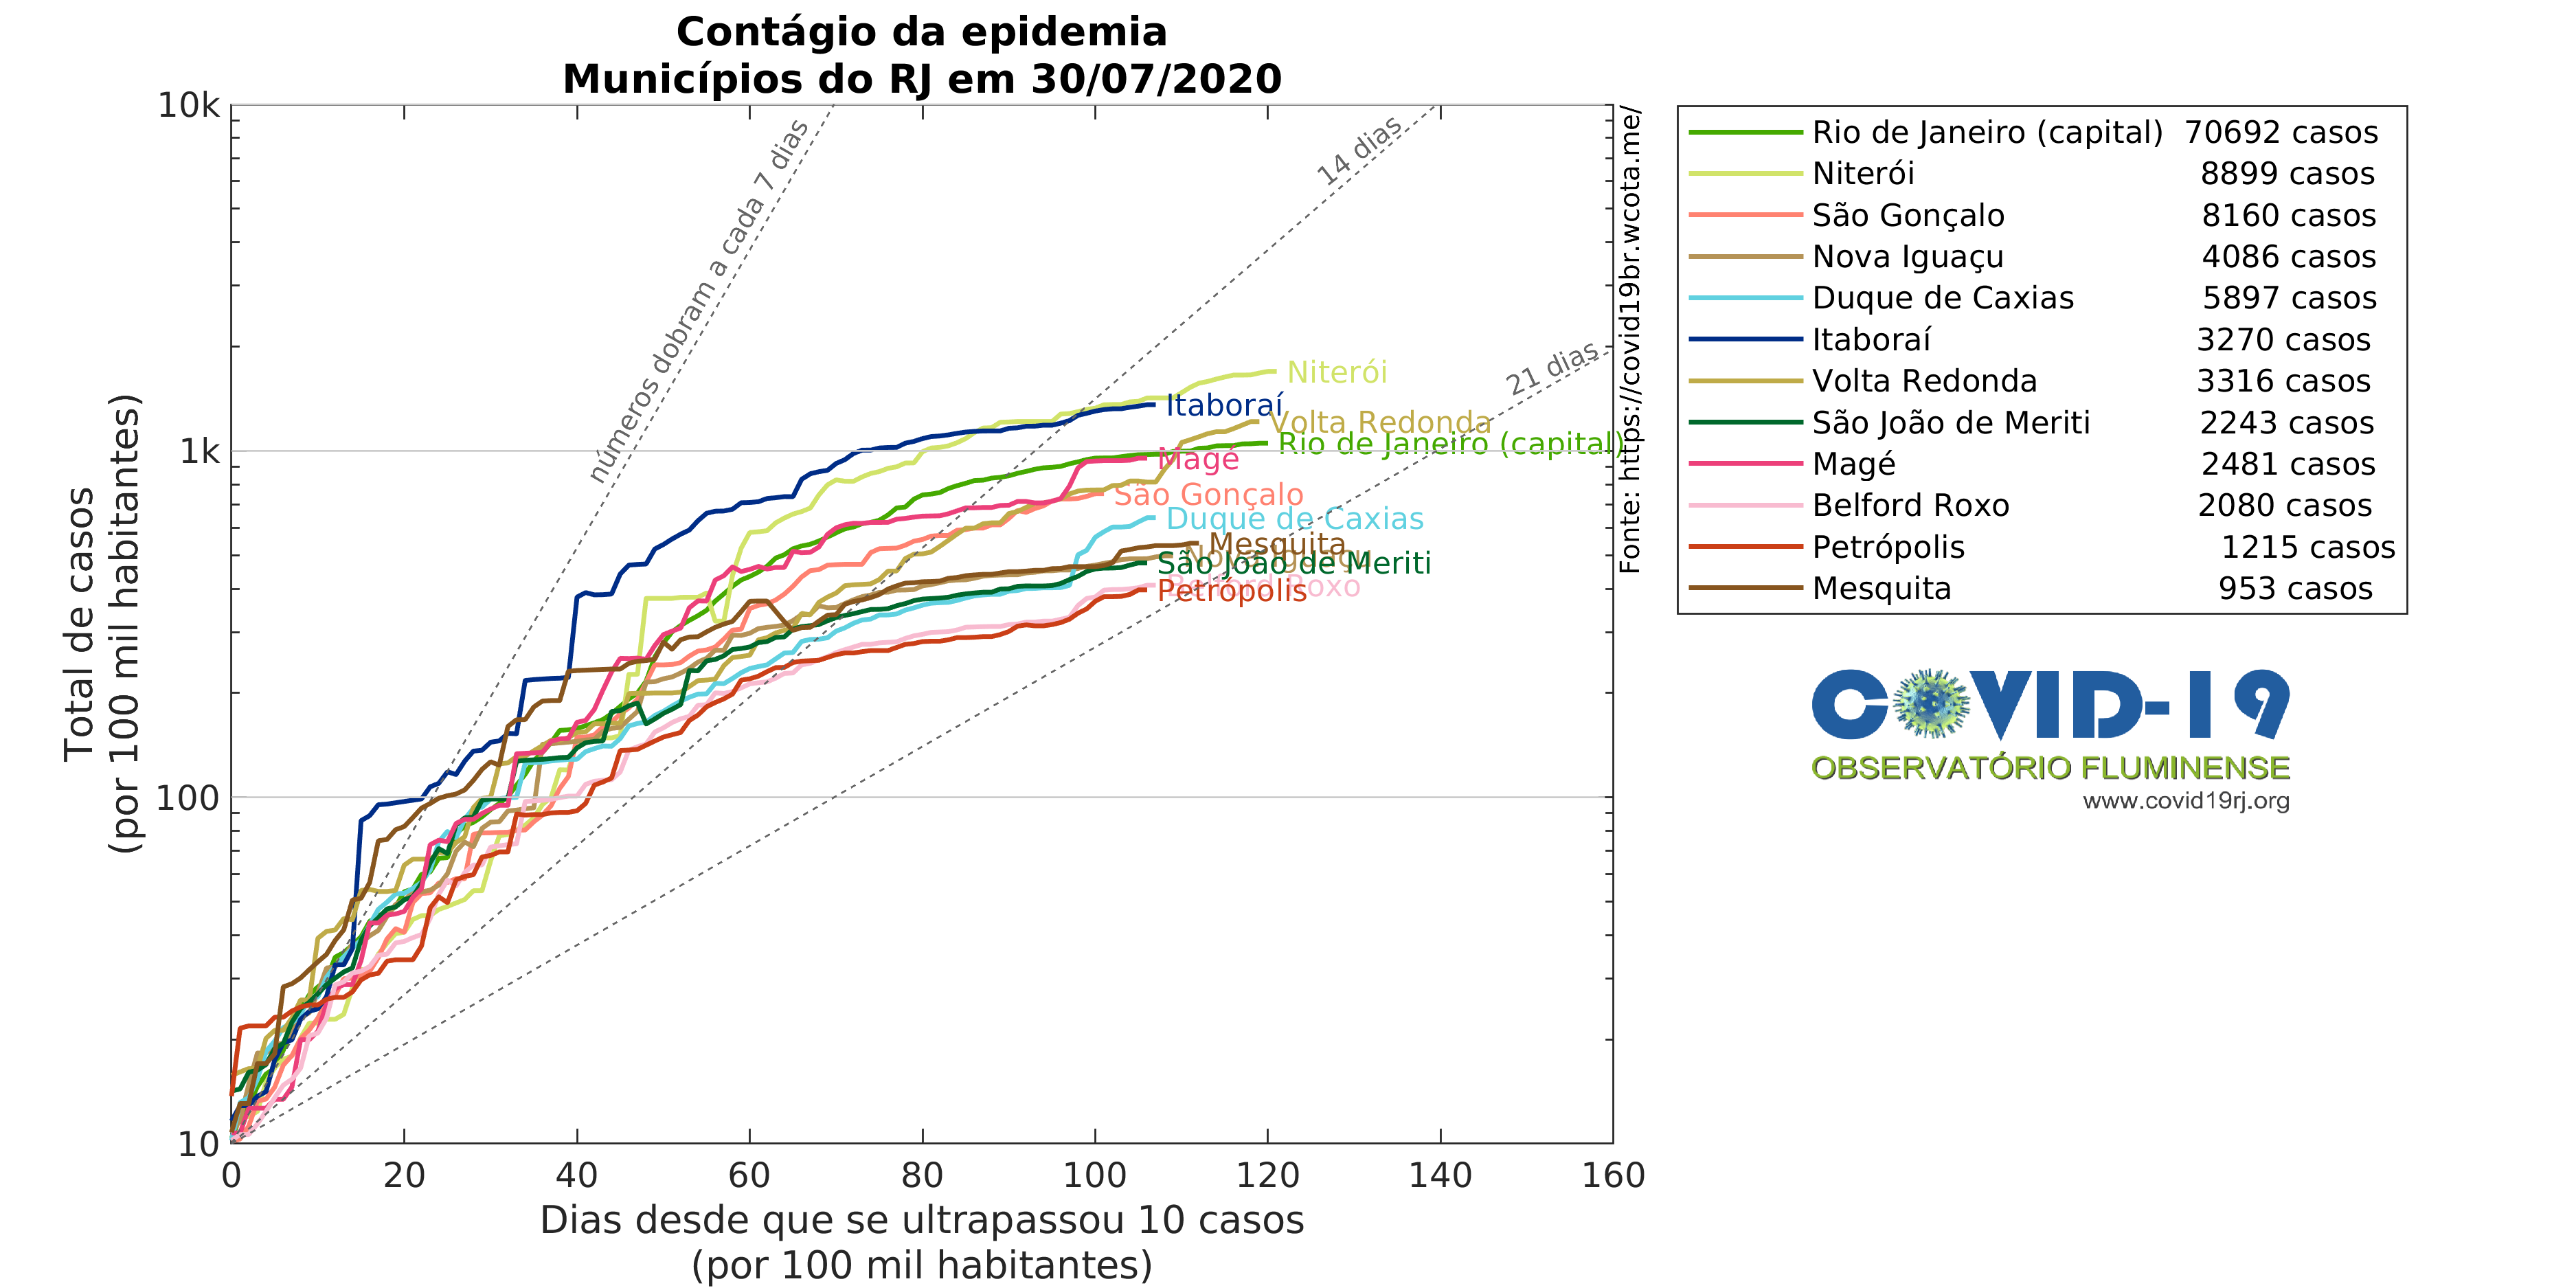 Contágio da epidemia
Municípios do RJ em 30/07/2020
10k
1k
100
10
Total de casos
(por 100 mil habitantes)
0 20 40 60 80 100 120 140 160
Dias desde que se ultrapassou 10 casos
(por 100 mil habitantes)
números dobram a cada 7 dias
14 dias
21 dias
Niterói
Itaboraí
Volta Redonda
Rio de Janeiro (capital)
Magé
São Gonçalo
Duque de Caxias
Mesquita
Nova Iguaçu
São João de Meriti
Belford Roxo
Petrópolis
Fonte: https://covid19br.wcota.me/
Rio de Janeiro (capital) 70692 casos
Niterói 8899 casos
São Gonçalo 8160 casos
Nova Iguaçu 4086 casos
Duque de Caxias 5897 casos
Itaboraí 3270 casos
Volta Redonda 3316 casos
São João de Meriti 2243 casos
Magé 2481 casos
Belford Roxo 2080 casos
Petrópolis 1215 casos
Mesquita 953 casos
COVID-19
OBSERVATÓRIO FLUMINENSE
www.covid19rj.org